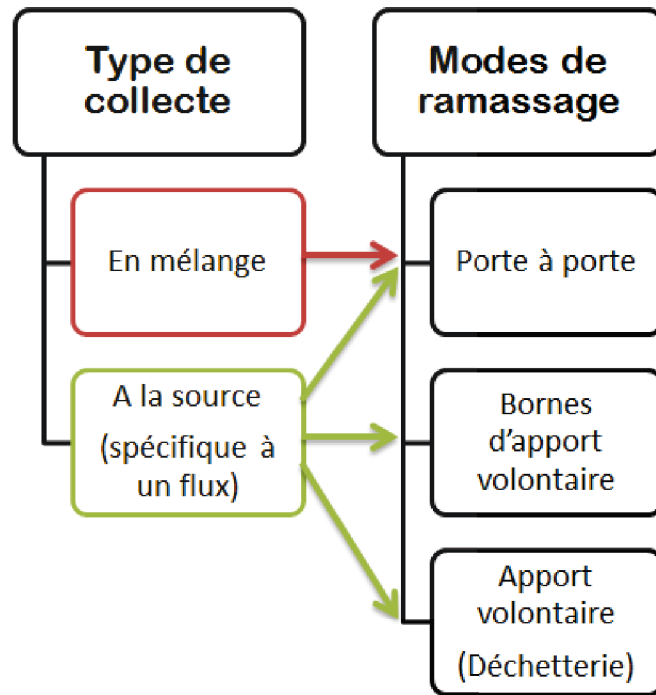 Type de
collecte
Modes de
ramassage
En mélange
Porte à porte
A la source
(spécifique à
un flux)
Bornes
d'apport
volontaire
Apport
volontaire
(Déchetterie)